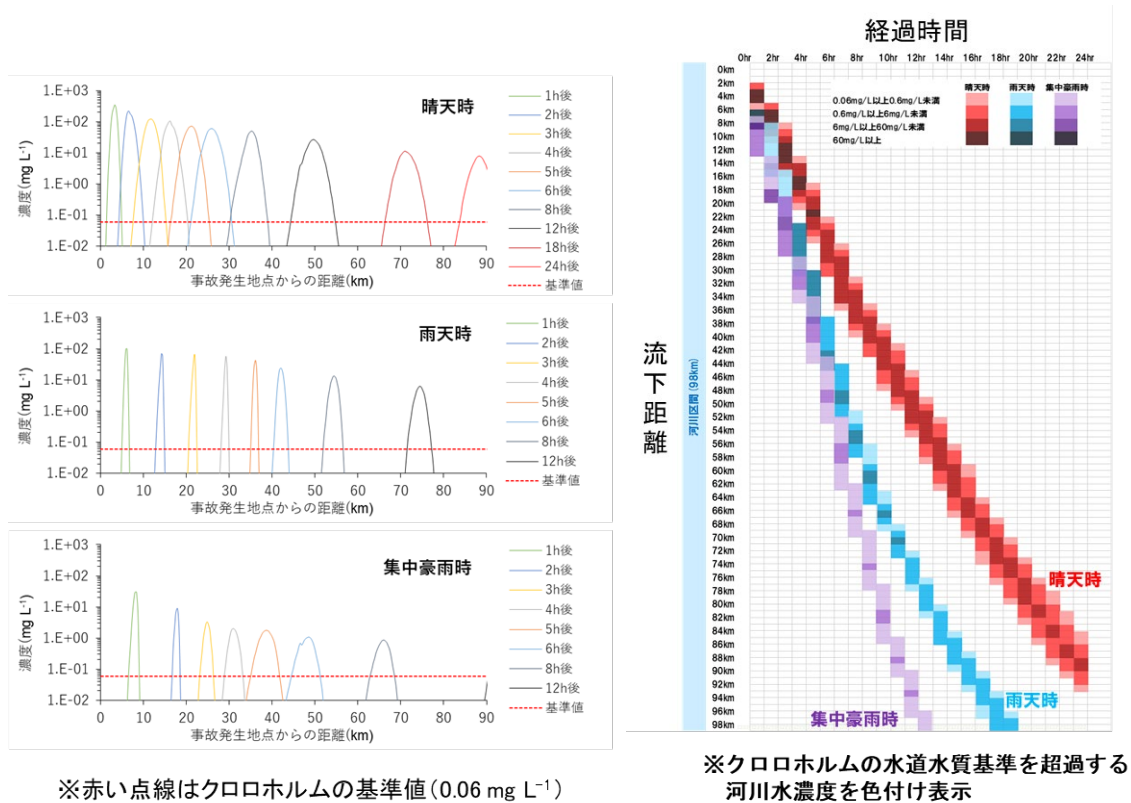 晴天時
1.E+03
1.E+02
1.E+01
1.E+00
1.E-01
1.E-02
濃度(mg L⁻¹)
0 10 20 30 40 50 60 70 80 90
事故発生地点からの距離(km)
1h後
2h後
3h後
4h後
5h後
6h後
8h後
12h後
18h後
24h後
基準値
雨天時
1.E+03
1.E+02
1.E+01
1.E+00
1.E-01
1.E-02
濃度(mg L⁻¹)
0 10 20 30 40 50 60 70 80 90
事故発生地点からの距離(km)
1h後
2h後
3h後
4h後
5h後
6h後
8h後
12h後
基準値
集中豪雨時
1.E+03
1.E+02
1.E+01
1.E+00
1.E-01
1.E-02
濃度(mg L⁻¹)
0 10 20 30 40 50 60 70 80 90
事故発生地点からの距離(km)
1h後
2h後
3h後
4h後
5h後
6h後
8h後
12h後
基準値
※赤い点線はクロロホルムの基準値(0.06 mg L⁻¹)
経過時間
0hr 2hr 4hr 6hr 8hr 10hr 12hr 14hr 16hr 18hr 20hr 22hr 24hr
流下距離
河川区間(98km)
0km
2km
4km
6km
8km
10km
12km
14km
16km
18km
20km
22km
24km
26km
28km
30km
32km
34km
36km
38km
40km
42km
44km
46km
48km
50km
52km
54km
56km
58km
60km
62km
64km
66km
68km
70km
72km
74km
76km
78km
80km
82km
84km
86km
88km
90km
92km
94km
96km
98km
晴天時 雨天時 集中豪雨時
0.06mg/L以上0.6mg/L未満
0.6mg/L以上6mg/L未満
6mg/L以上60mg/L未満
60mg/L以上
晴天時
雨天時
集中豪雨時
※クロロホルムの水道水質基準を超過する
河川水濃度を色付け表示